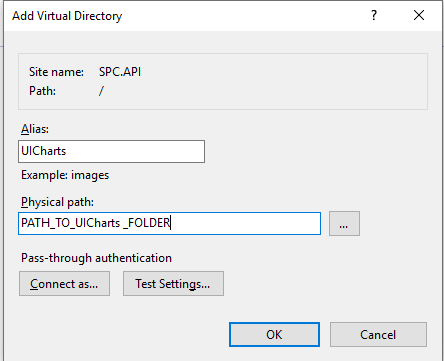 Add Virtual Directory
? ×
Site name: SPC.API
Path: /
Alias:
UICharts
Example: images
Physical path:
PATH_TO_UICharts _FOLDER
...
Pass-through authentication
Connect as... Test Settings...
OK Cancel